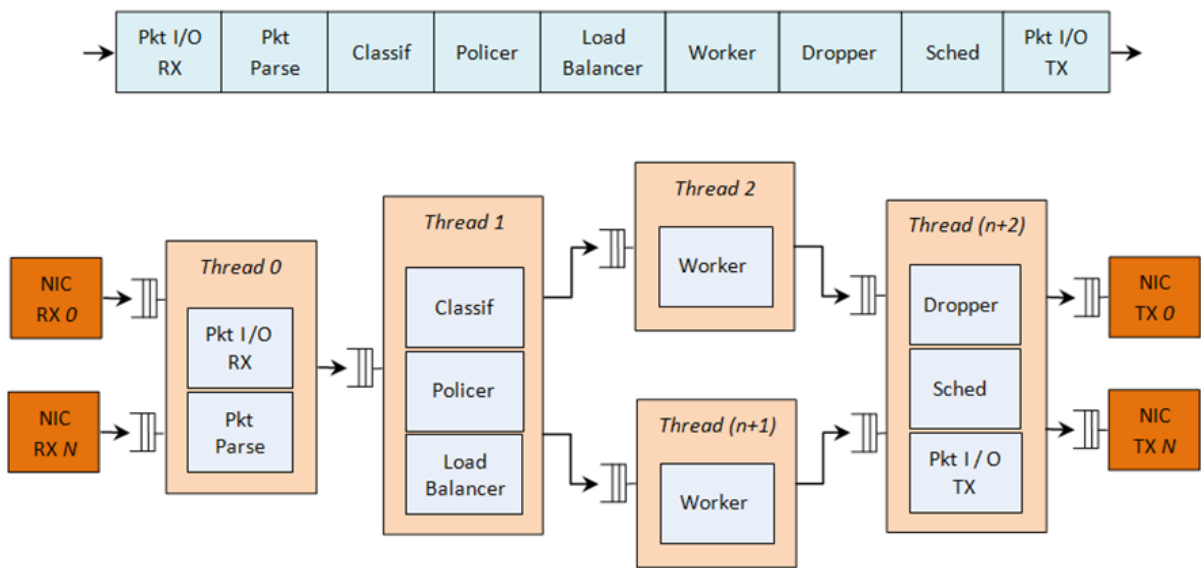 Pkt I/O
RX
Pkt
Parse
Classif
Policer
Load
Balancer
Worker
Dropper
Sched
Pkt I/O
TX
NIC
RX 0
NIC
RX N
Thread 0
Pkt I/O
RX
Pkt
Parse
Thread 1
Classif
Policer
Load
Balancer
Thread 2
Worker
Thread (n+1)
Worker
Thread (n+2)
Dropper
Sched
Pkt I / O
TX
NIC
TX 0
NIC
TX N